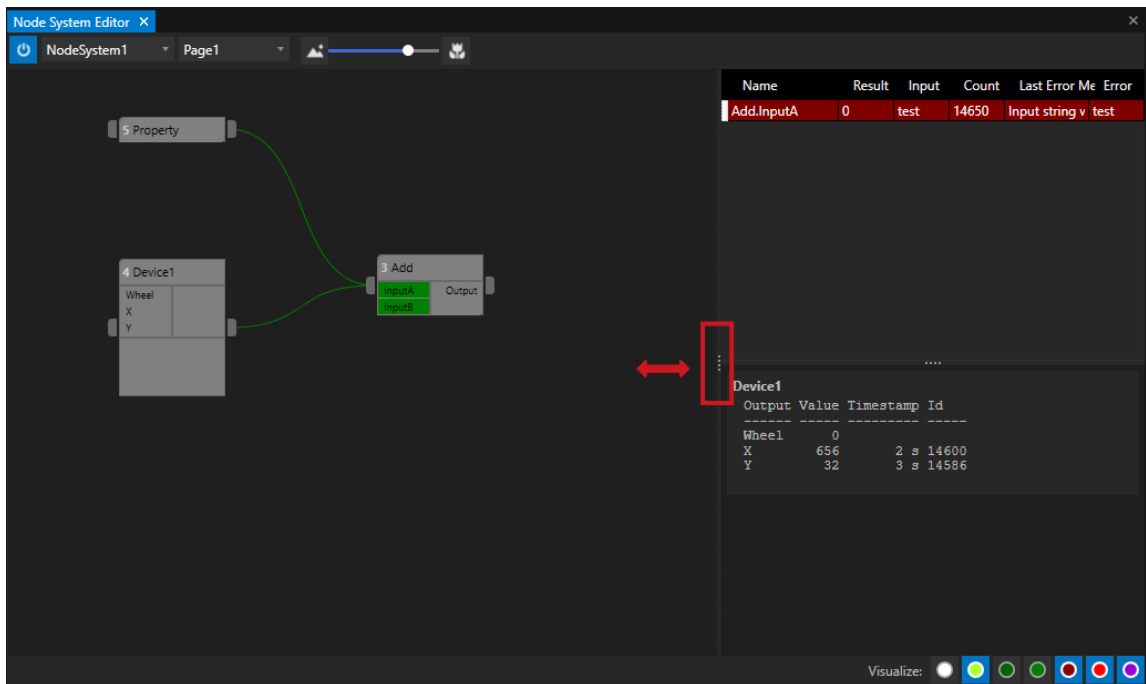 Node System Editor
NodeSystem1 Page1
Name Result Input Count Last Error Me Error
Add.InputA 0 test 14650 Input string v test
5 Property
3 Add
InputA Output
InputB
4 Device1
Wheel
X
Y
Device1
Output Value Timestamp Id
------ ----- --------- -----
Wheel 0
X 656 2 s 14600
Y 32 3 s 14586
Visualize: